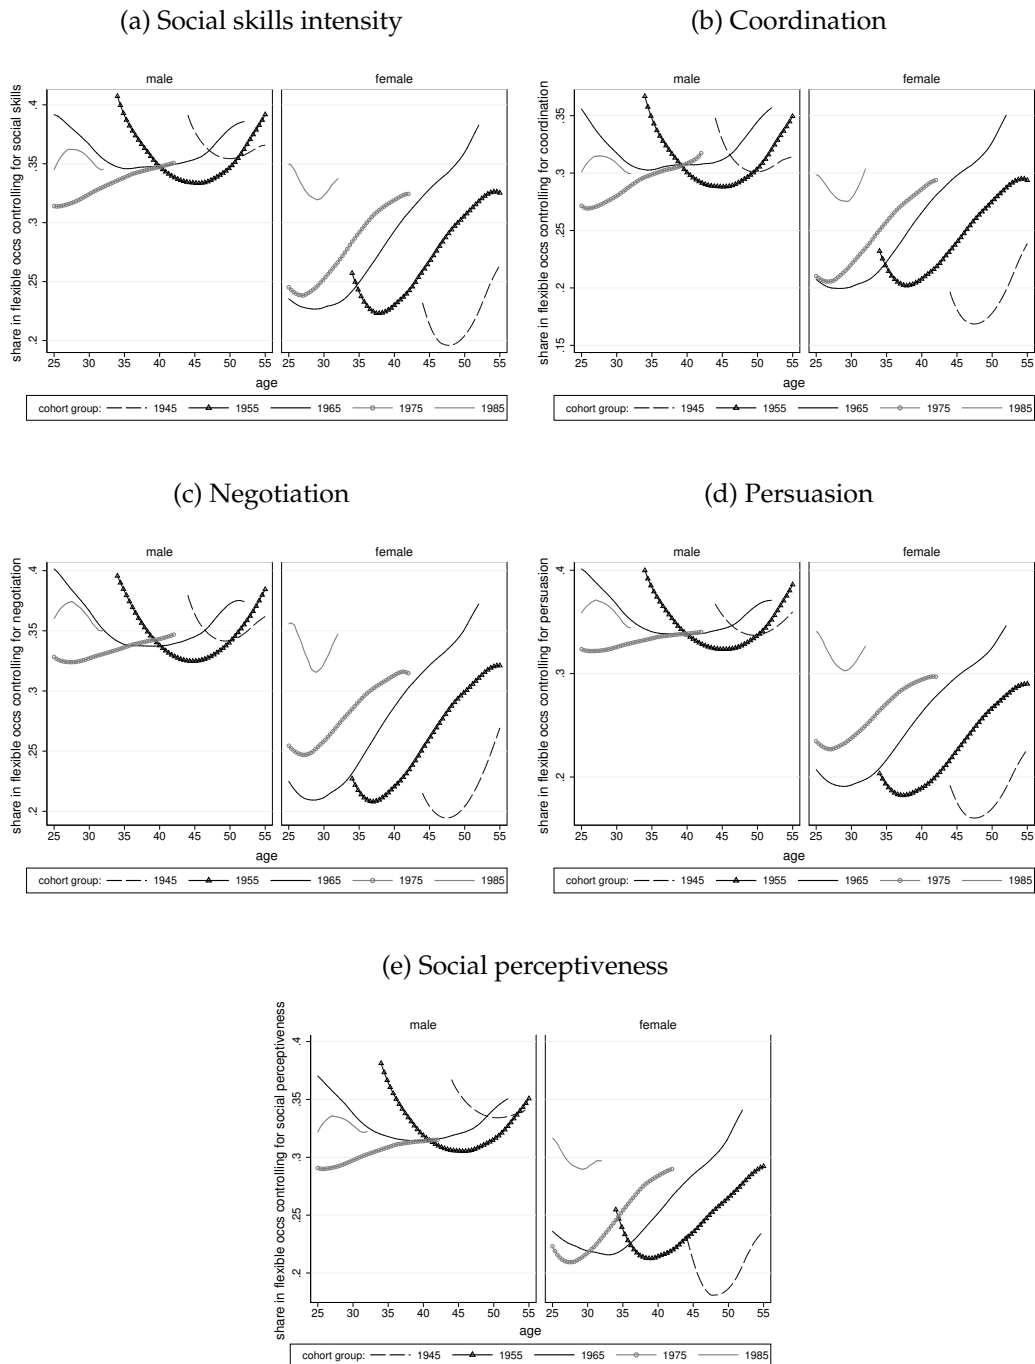 (a) Social skills intensity
(b) Coordination
share in flexible occs controlling for social skills
male
female
.4
.35
.3
.25
.2
25 30 35 40 45 50 55 25 30 35 40 45 50 55
age
cohort group: 1945 1955 1965 1975 1985
share in flexible occs controlling for coordination
male
female
.35
.3
.25
.2
.15
25 30 35 40 45 50 55 25 30 35 40 45 50 55
age
cohort group: 1945 1955 1965 1975 1985
(c) Negotiation
(d) Persuasion
share in flexible occs controlling for negotiation
male
female
.4
.35
.3
.25
.2
25 30 35 40 45 50 55 25 30 35 40 45 50 55
age
cohort group: 1945 1955 1965 1975 1985
share in flexible occs controlling for persuasion
male
female
.4
.3
.2
25 30 35 40 45 50 55 25 30 35 40 45 50 55
age
cohort group: 1945 1955 1965 1975 1985
(e) Social perceptiveness
share in flexible occs controlling for social perceptiveness
male
female
.4
.35
.3
.25
.2
25 30 35 40 45 50 55 25 30 35 40 45 50 55
age
cohort group: 1945 1955 1965 1975 1985